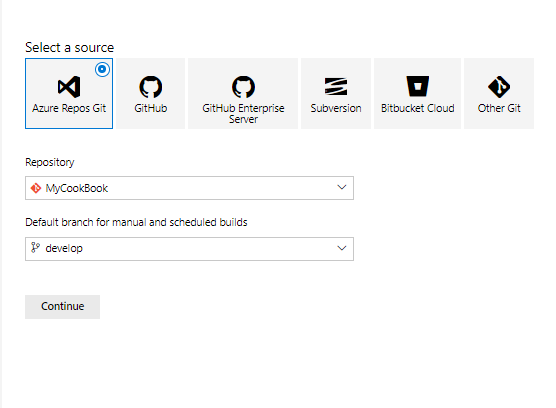 Select a source
Azure Repos Git
GitHub
GitHub Enterprise
Server
Subversion
Bitbucket Cloud
Other Git
Repository
MyCookBook
Default branch for manual and scheduled builds
develop
Continue